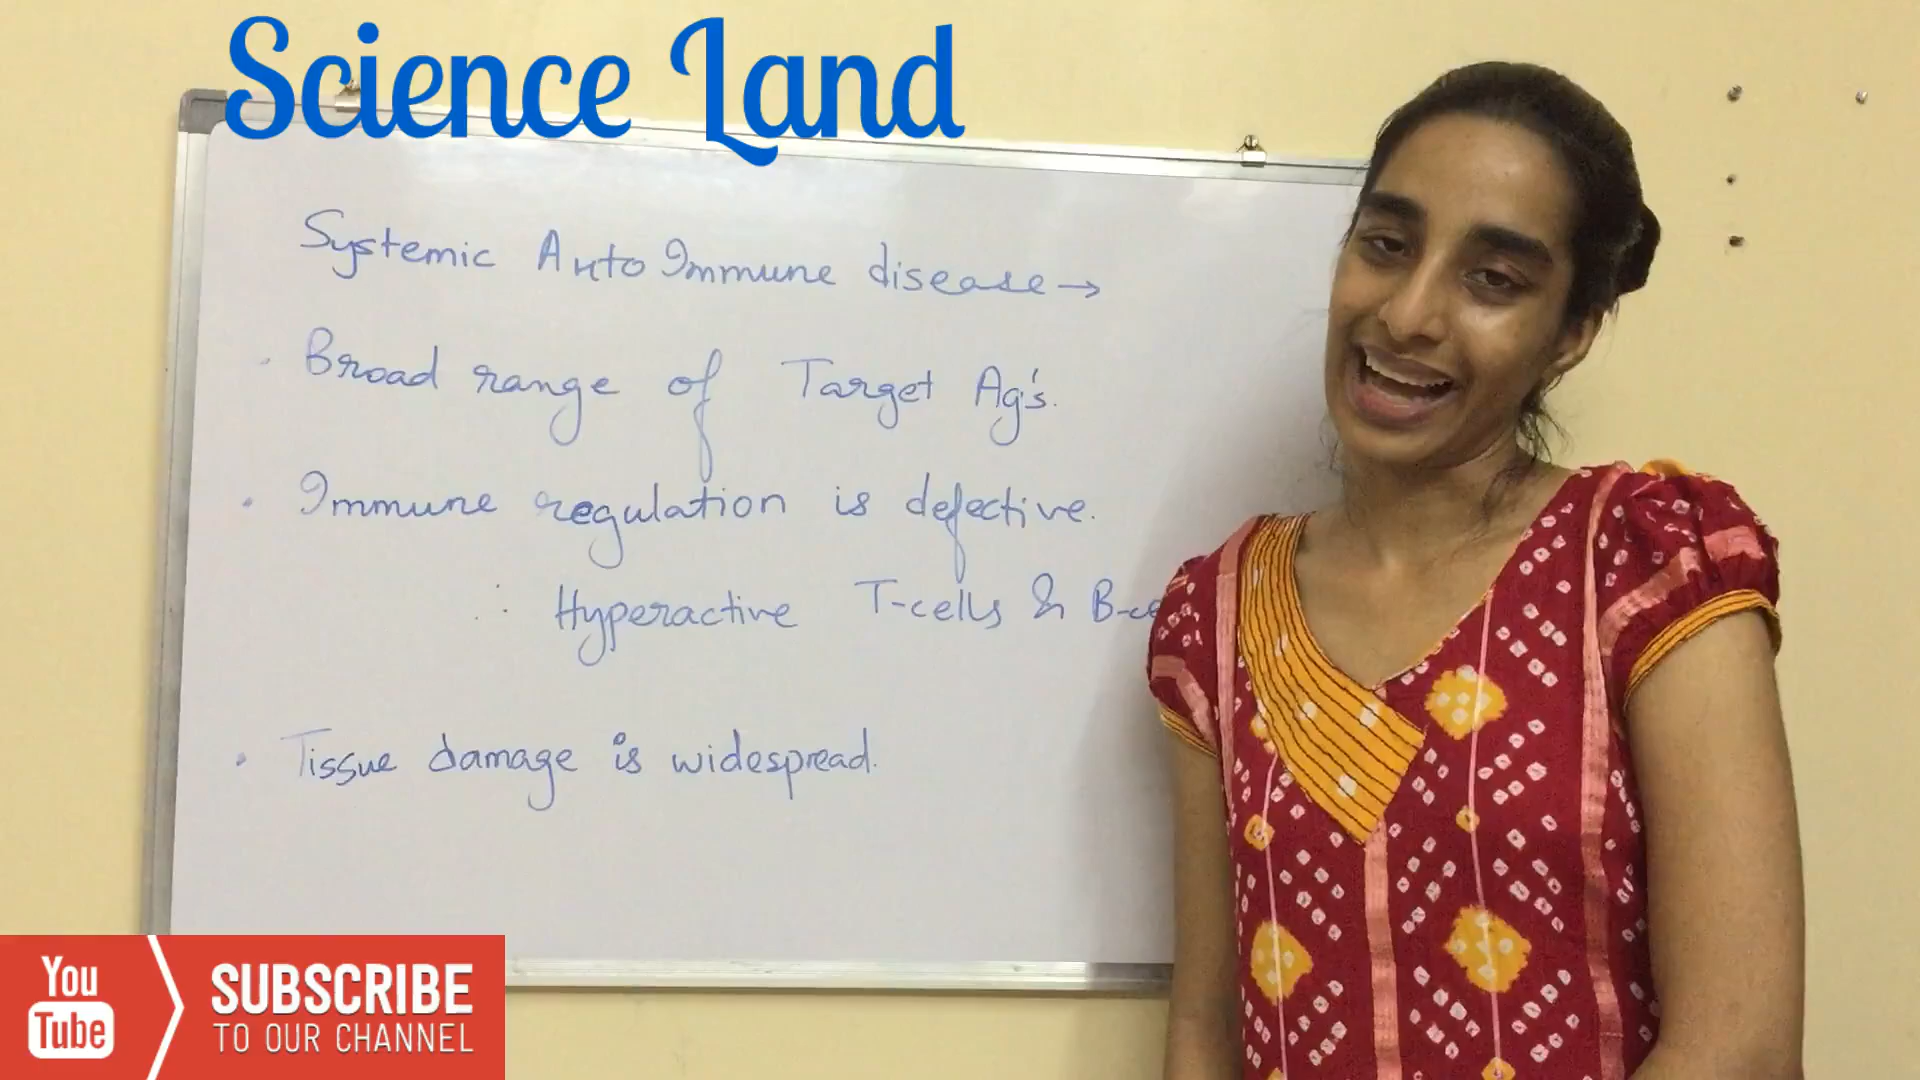 Science Land
Systemic Auto Immune disease →
• Broad range of Target Ag's.
• Immune regulation is defective.
∴ Hyperactive T-cells & B-ce
• Tissue damage is widespread.
You
Tube
SUBSCRIBE
TO OUR CHANNEL